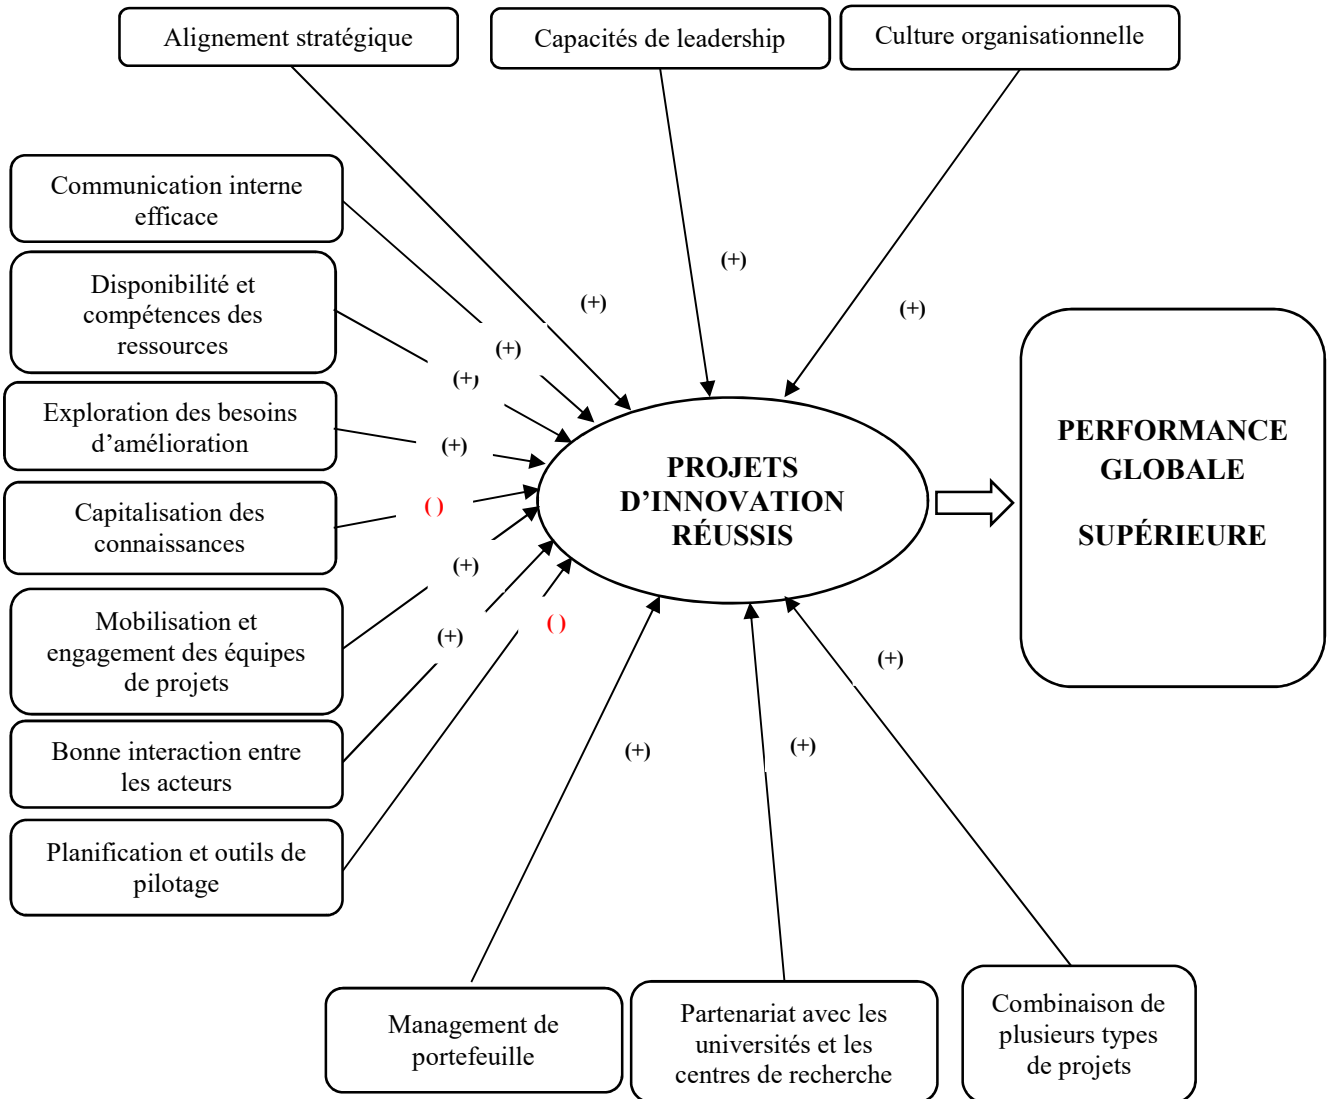 Alignement stratégique
Capacités de leadership
Culture organisationnelle
Communication interne
efficace
Disponibilité et
compétences des
ressources
Exploration des besoins
d’amélioration
Capitalisation des
connaissances
Mobilisation et
engagement des équipes
de projets
Bonne interaction entre
les acteurs
Planification et outils de
pilotage
(+)
(+)
(+)
(+)
(+)
(+)
( )
(+)
(+)
( )
(+)
(+)
(+)
PROJETS
D’INNOVATION
RÉUSSIS
PERFORMANCE
GLOBALE
SUPÉRIEURE
Management de
portefeuille
Partenariat avec les
universités et les
centres de recherche
Combinaison de
plusieurs types
de projets